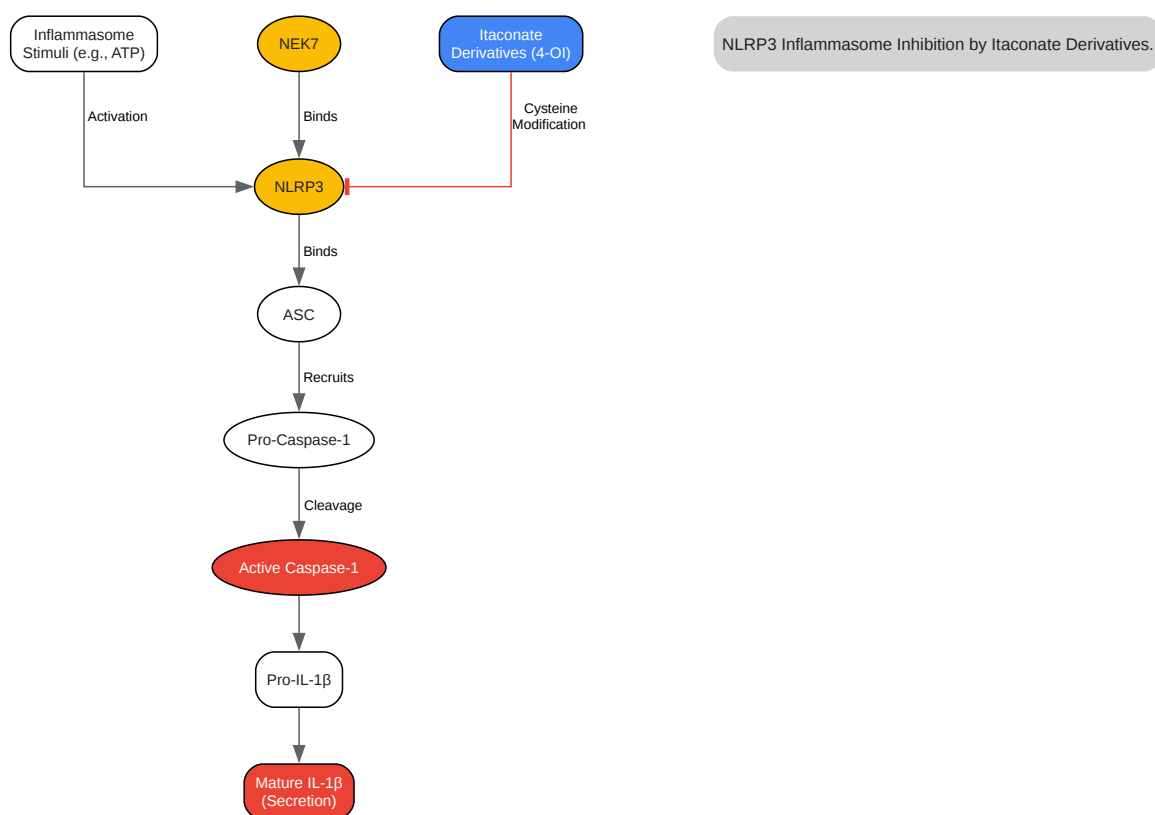 Inflammasome
Stimuli (e.g., ATP)
NEK7
Itaconate
Derivatives (4-OI)
NLRP3 Inflammasome Inhibition by Itaconate Derivatives.
Activation
Binds
Cysteine
Modification
NLRP3
Binds
ASC
Recruits
Pro-Caspase-1
Cleavage
Active Caspase-1
Pro-IL-1β
Mature IL-1β
(Secretion)